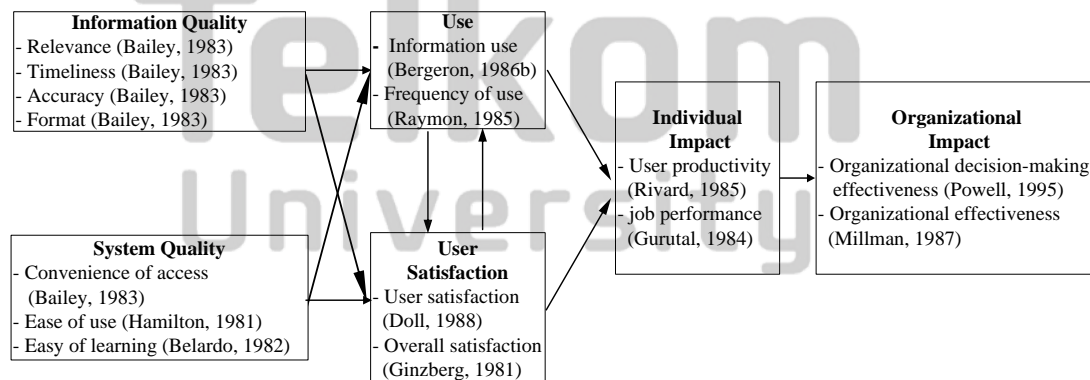 Telkom
University
Information Quality
- Relevance (Bailey, 1983)
- Timeliness (Bailey, 1983)
- Accuracy (Bailey, 1983)
- Format (Bailey, 1983)
System Quality
- Convenience of access
(Bailey, 1983)
- Ease of use (Hamilton, 1981)
- Easy of learning (Belardo, 1982)
Use
- Information use
(Bergeron, 1986b)
- Frequency of use
(Raymon, 1985)
User
Satisfaction
- User satisfaction
(Doll, 1988)
- Overall satisfaction
(Ginzberg, 1981)
Individual
Impact
- User productivity
(Rivard, 1985)
- job performance
(Gurutal, 1984)
Organizational
Impact
- Organizational decision-making
effectiveness (Powell, 1995)
- Organizational effectiveness
(Millman, 1987)